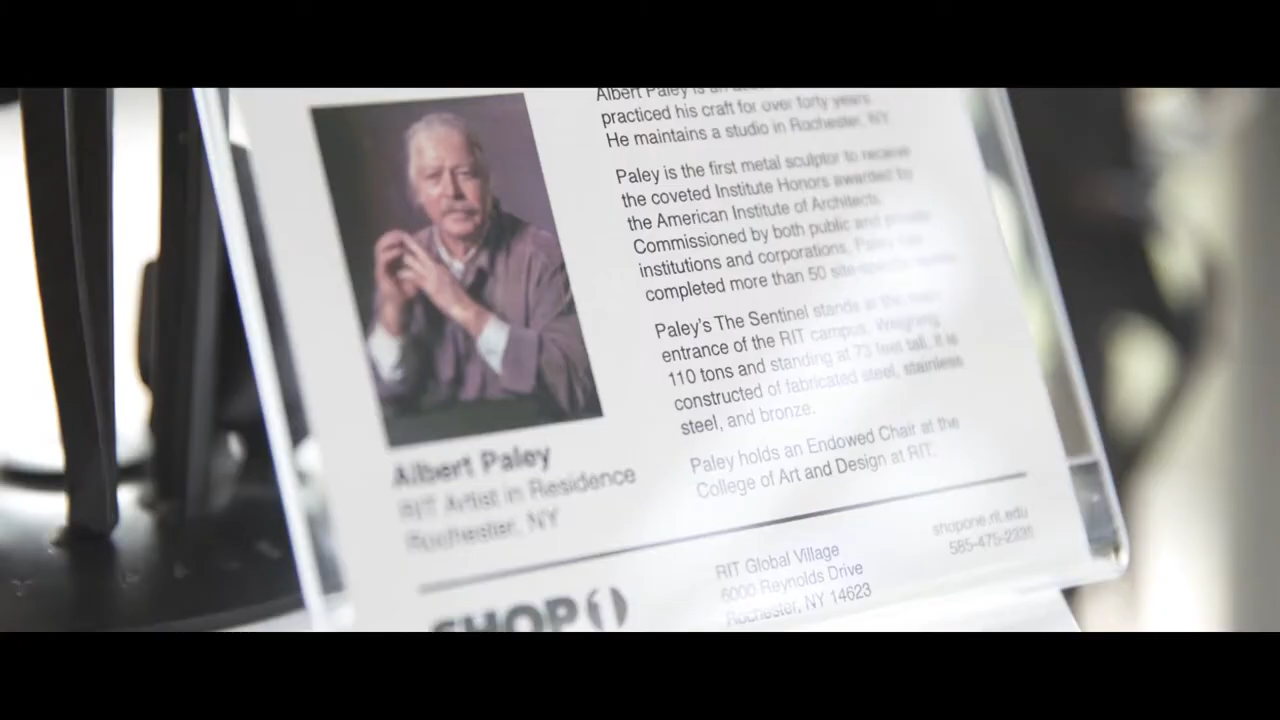 Albert Paley is an
practiced his craft for over forty years.
He maintains a studio in Rochester, NY
Paley is the first metal sculptor to receive
the coveted Institute Honors awarded by
the American Institute of Architects.
Commissioned by both public and private
institutions and corporations, Paley has
completed more than 50 site-specific works
Paley's The Sentinel stands at the main
entrance of the RIT campus. Weighing
110 tons and standing at 73 feet tall, it is
constructed of fabricated steel, stainless
steel, and bronze.
Paley holds an Endowed Chair at the
College of Art and Design at RIT.
Albert Paley
RIT Artist in Residence
Rochester, NY
SHOP
RIT Global Village
6000 Reynolds Drive
Rochester, NY 14623
shopone.rit.edu
585-475-2335